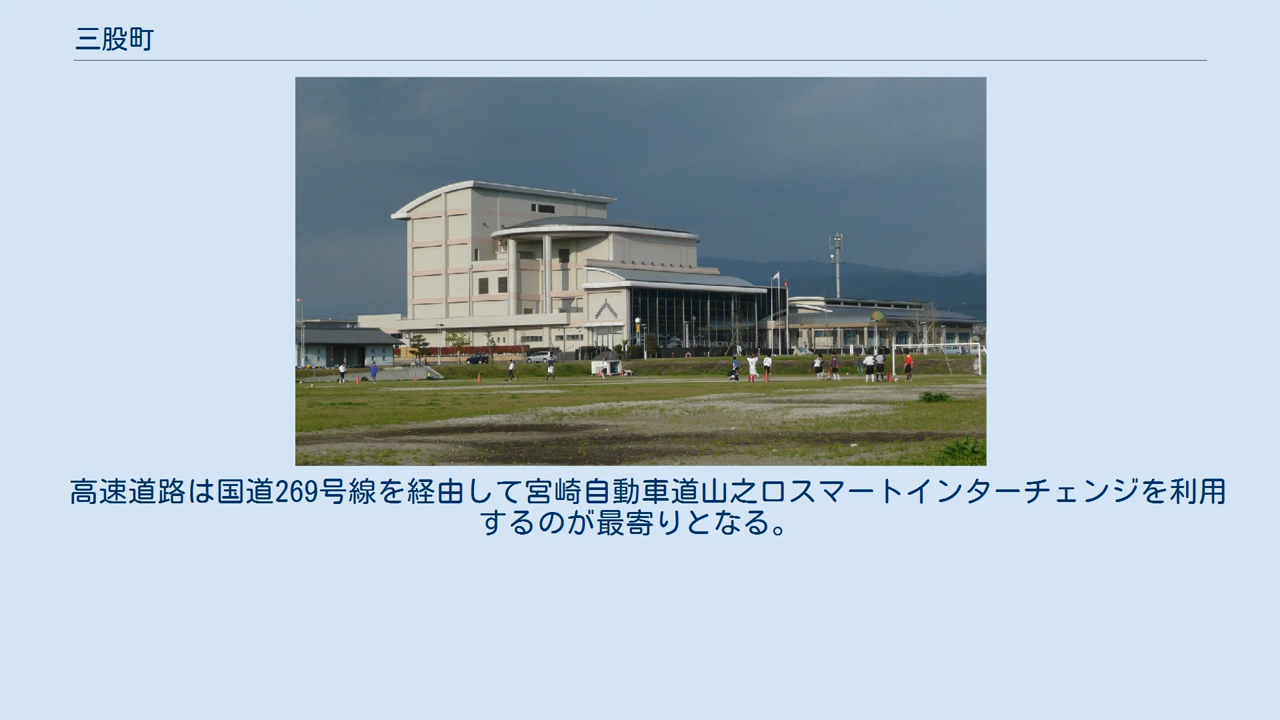 三股町
高速道路は国道269号線を経由して宮崎自動車道山之口スマートインターチェンジを利用
するのが最寄りとなる。